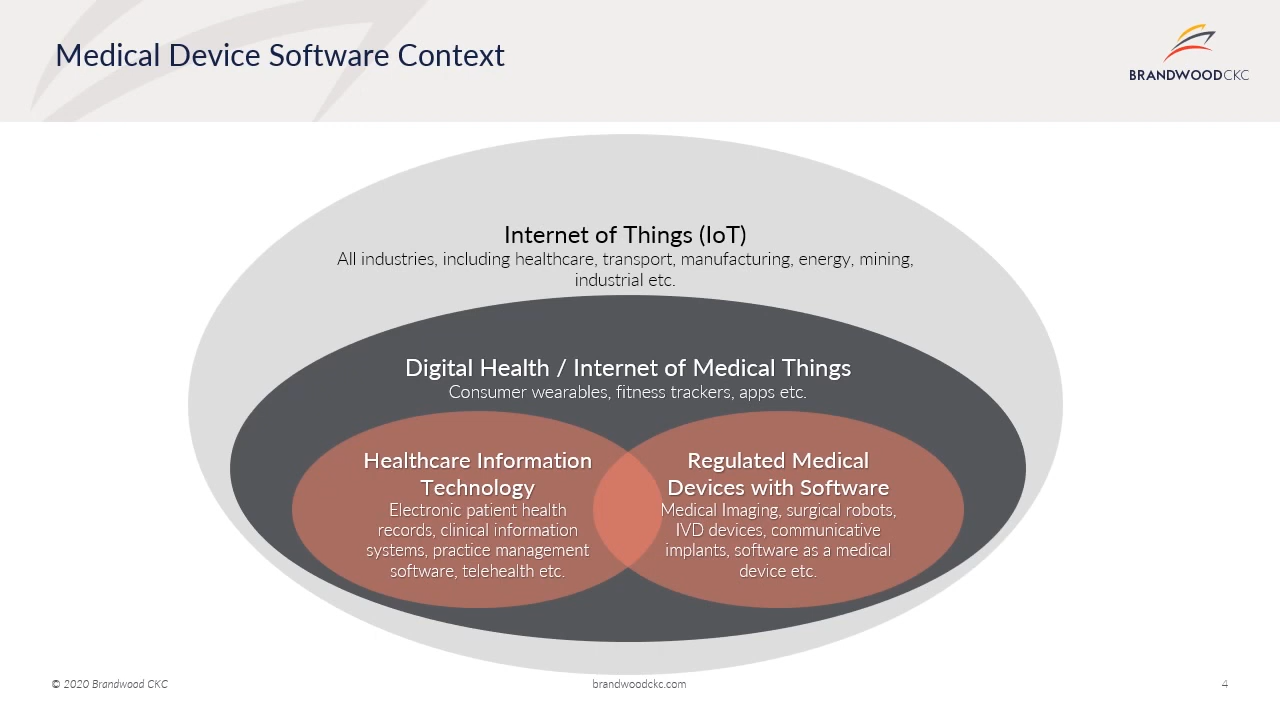 Medical Device Software Context
BRANDWOODCKC
Internet of Things (IoT)
All industries, including healthcare, transport, manufacturing, energy, mining,
industrial etc.
Digital Health / Internet of Medical Things
Consumer wearables, fitness trackers, apps etc.
Healthcare Information
Technology
Electronic patient health
records, clinical information
systems, practice management
software, telehealth etc.
Regulated Medical
Devices with Software
Medical Imaging, surgical robots,
IVD devices, communicative
implants, software as a medical
device etc.
© 2020 Brandwood CKC
brandwoodckc.com
4